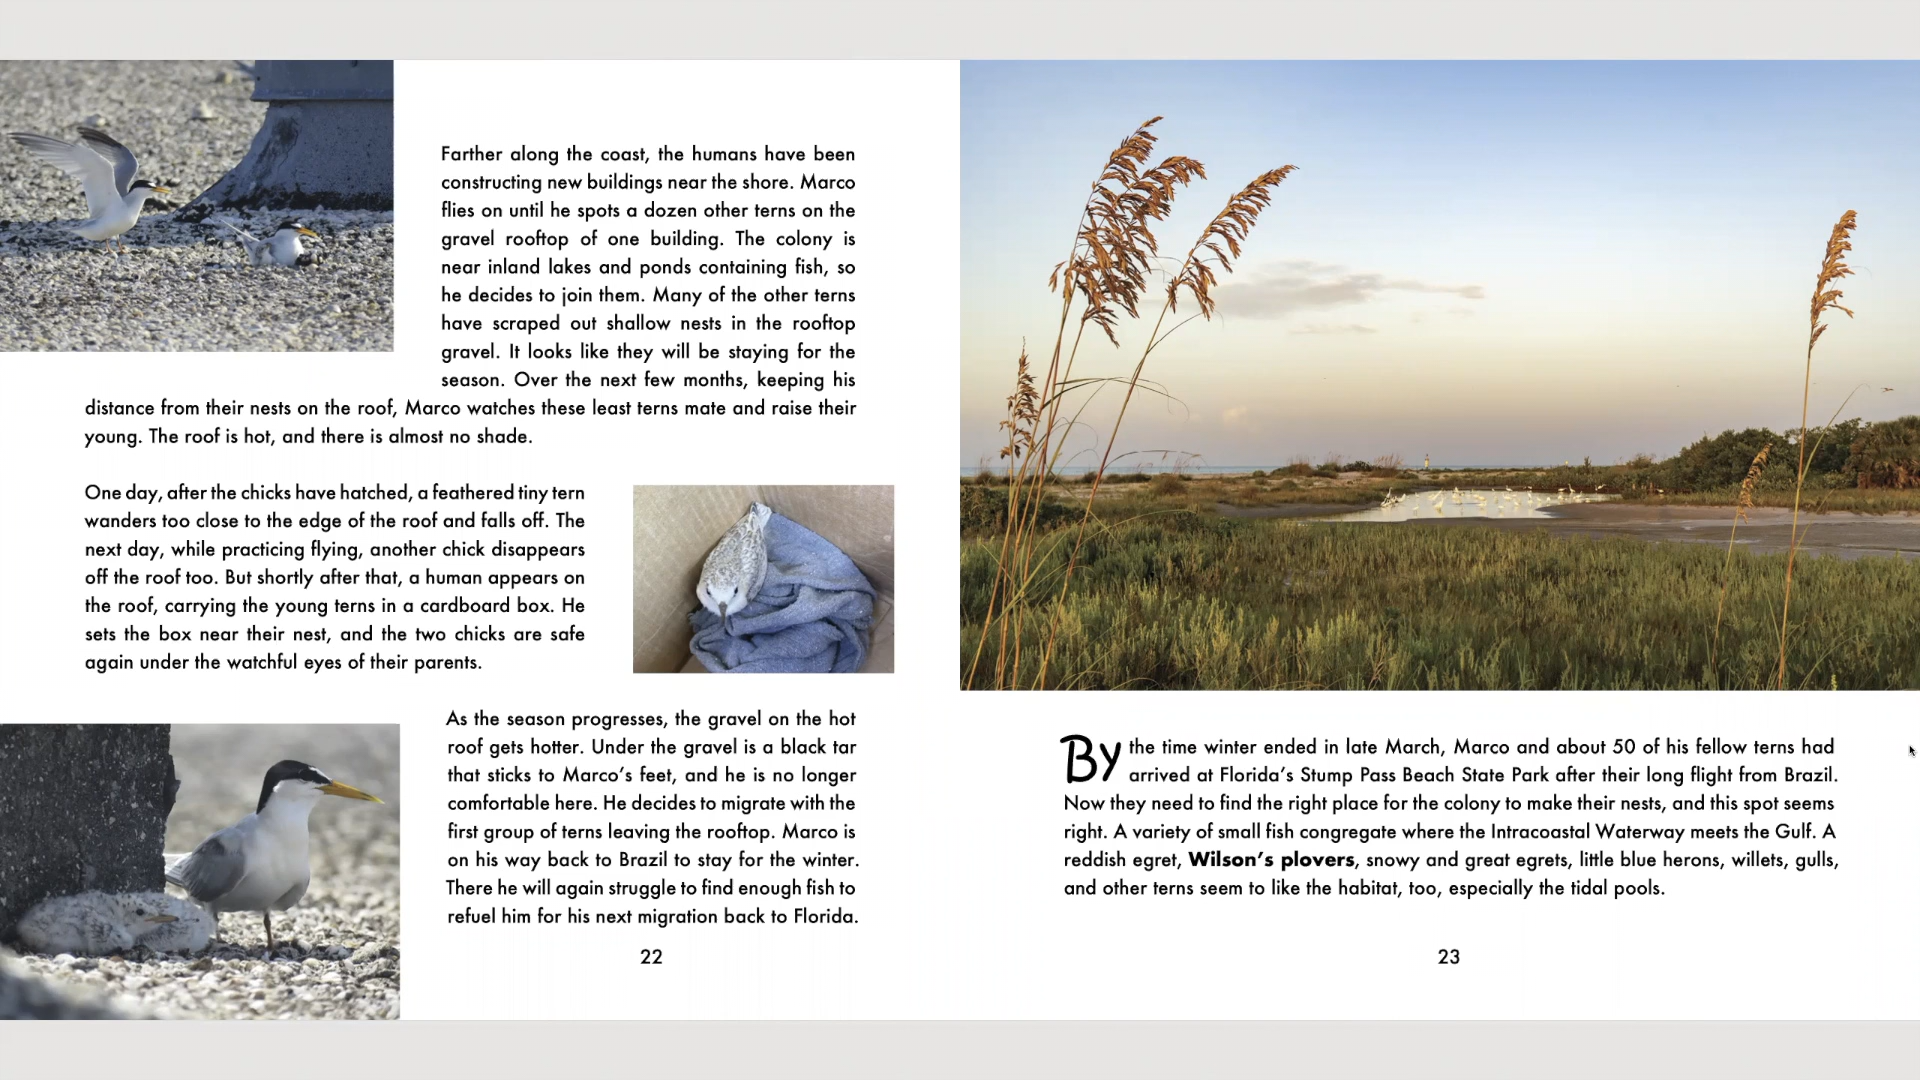 Farther along the coast, the humans have been
constructing new buildings near the shore. Marco
flies on until he spots a dozen other terns on the
gravel rooftop of one building. The colony is
near inland lakes and ponds containing fish, so
he decides to join them. Many of the other terns
have scraped out shallow nests in the rooftop
gravel. It looks like they will be staying for the
season. Over the next few months, keeping his
distance from their nests on the roof, Marco watches these least terns mate and raise their
young. The roof is hot, and there is almost no shade.
One day, after the chicks have hatched, a feathered tiny tern
wanders too close to the edge of the roof and falls off. The
next day, while practicing flying, another chick disappears
off the roof too. But shortly after that, a human appears on
the roof, carrying the young terns in a cardboard box. He
sets the box near their nest, and the two chicks are safe
again under the watchful eyes of their parents.
As the season progresses, the gravel on the hot
roof gets hotter. Under the gravel is a black tar
that sticks to Marco's feet, and he is no longer
comfortable here. He decides to migrate with the
first group of terns leaving the rooftop. Marco is
on his way back to Brazil to stay for the winter.
There he will again struggle to find enough fish to
refuel him for his next migration back to Florida.
22
By the time winter ended in late March, Marco and about 50 of his fellow terns had
arrived at Florida's Stump Pass Beach State Park after their long flight from Brazil.
Now they need to find the right place for the colony to make their nests, and this spot seems
right. A variety of small fish congregate where the Intracoastal Waterway meets the Gulf. A
reddish egret, Wilson's plovers, snowy and great egrets, little blue herons, willets, gulls,
and other terns seem to like the habitat, too, especially the tidal pools.
23